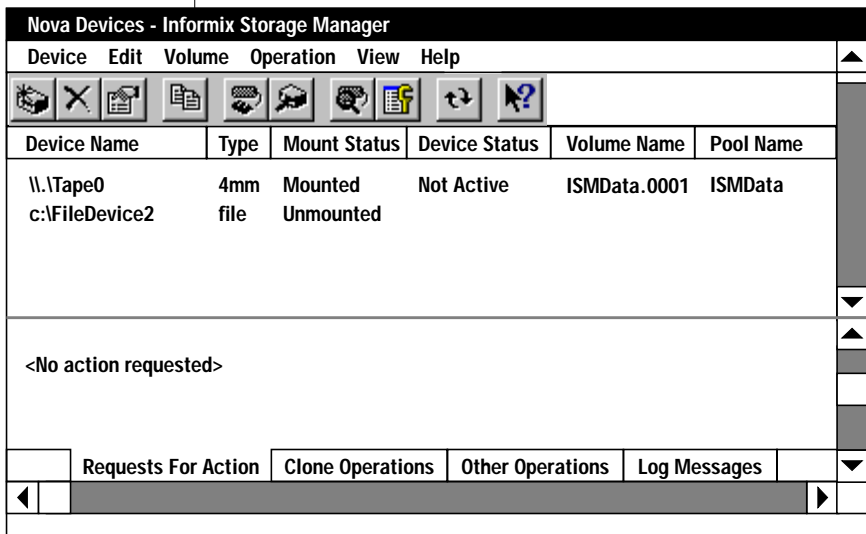 Nova Devices - Informix Storage Manager
Device Edit Volume Operation View Help
Device Name Type Mount Status Device Status Volume Name Pool Name
\\.\Tape0 4mm Mounted Not Active ISMData.0001 ISMData
c:\FileDevice2 file Unmounted
<No action requested>
Requests For Action Clone Operations Other Operations Log Messages